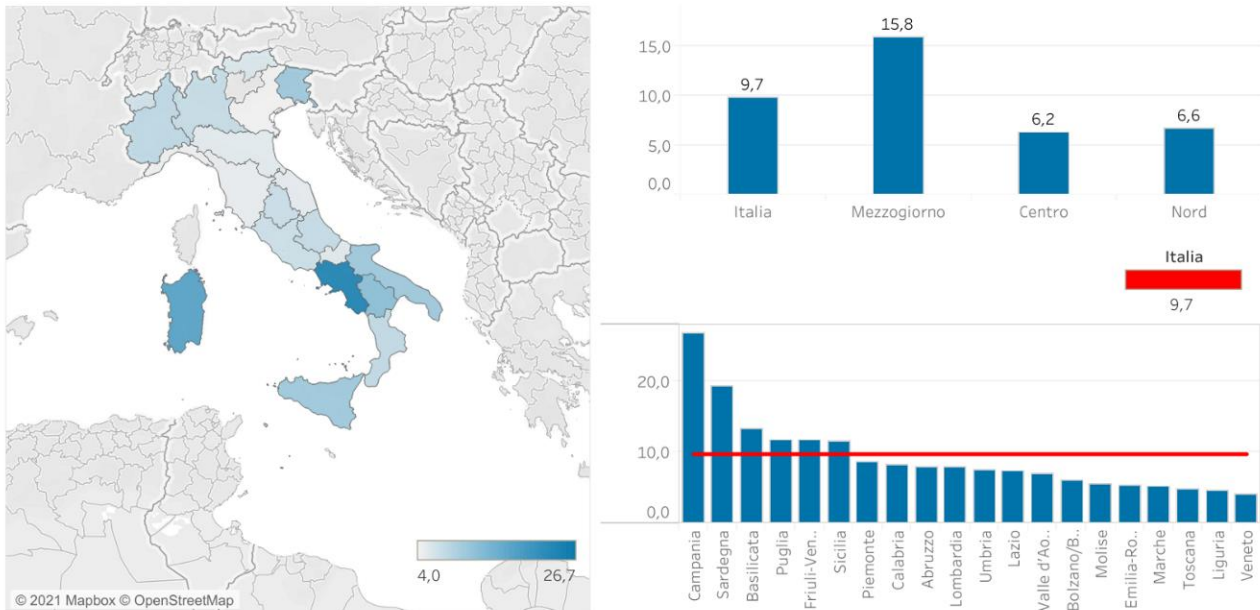 4,0
26,7
© 2021 Mapbox © OpenStreetMap
15,0
10,0
5,0
0,0
9,7
15,8
6,2
6,6
Italia
Mezzogiorno
Centro
Nord
Italia
9,7
20,0
10,0
0,0
Campania
Sardegna
Basilicata
Puglia
Friuli-Ven..
Sicilia
Piemonte
Calabria
Abruzzo
Lombardia
Umbria
Lazio
Valle d'Ao..
Bolzano/B..
Molise
Emilia-Ro..
Marche
Toscana
Liguria
Veneto